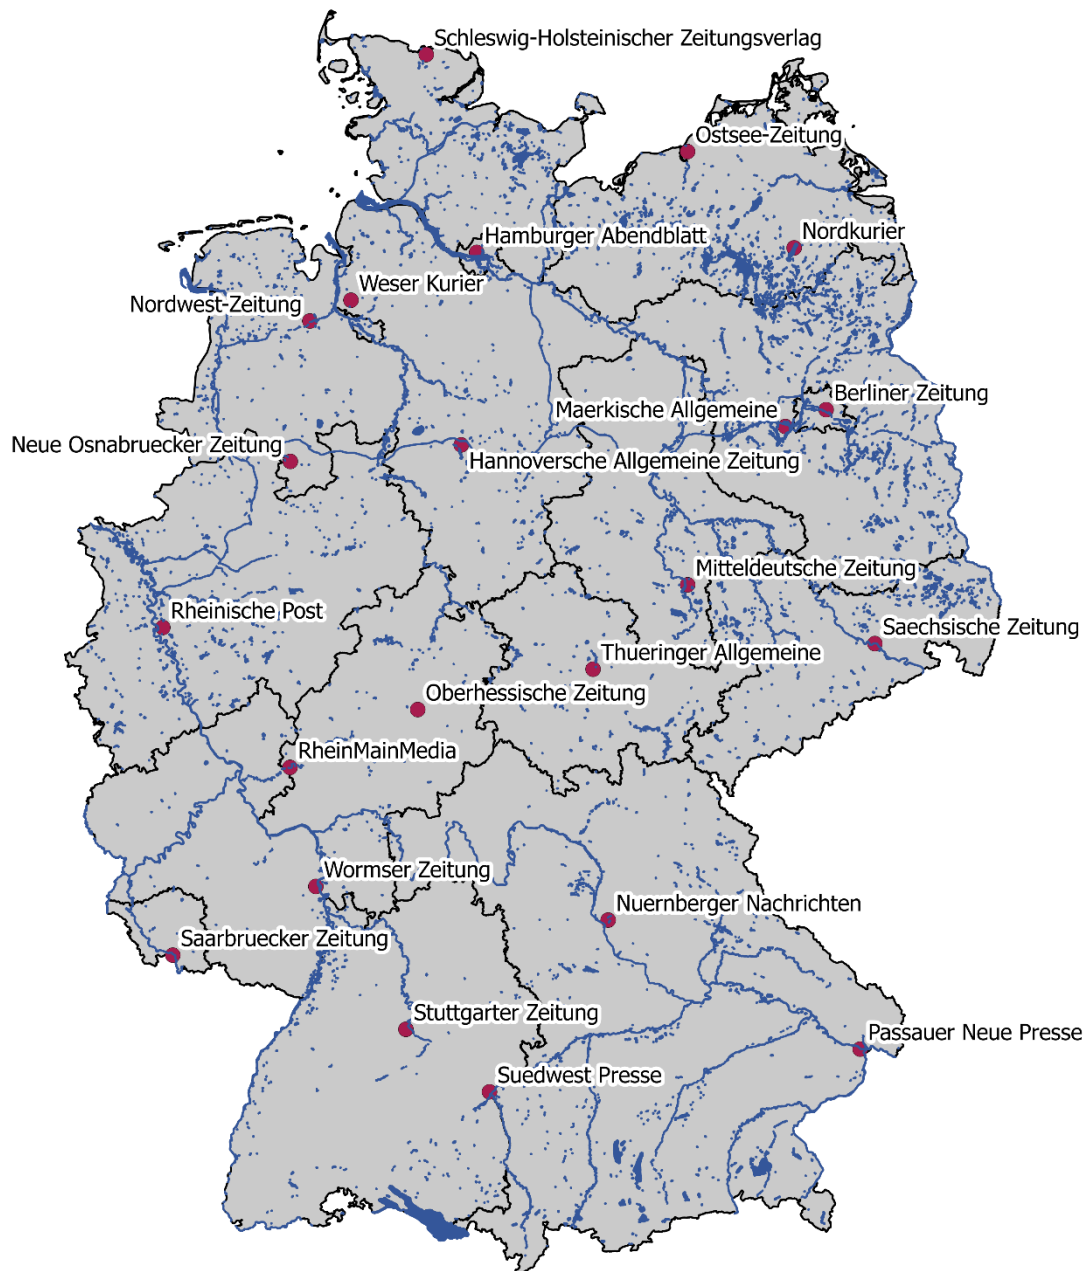 Schleswig-Holsteinischer Zeitungsverlag
Ostsee-Zeitung
Hamburger Abendblatt
Nordkurier
Weser Kurier
Nordwest-Zeitung
Berliner Zeitung
Maerkische Allgemeine
Neue Osnabruecker Zeitung
Hannoversche Allgemeine Zeitung
Mitteldeutsche Zeitung
Rheinische Post
Saechsische Zeitung
Thueringer Allgemeine
Oberhessische Zeitung
RheinMainMedia
Wormser Zeitung
Nuernberger Nachrichten
Saarbruecker Zeitung
Stuttgarter Zeitung
Passauer Neue Presse
Suedwest Presse